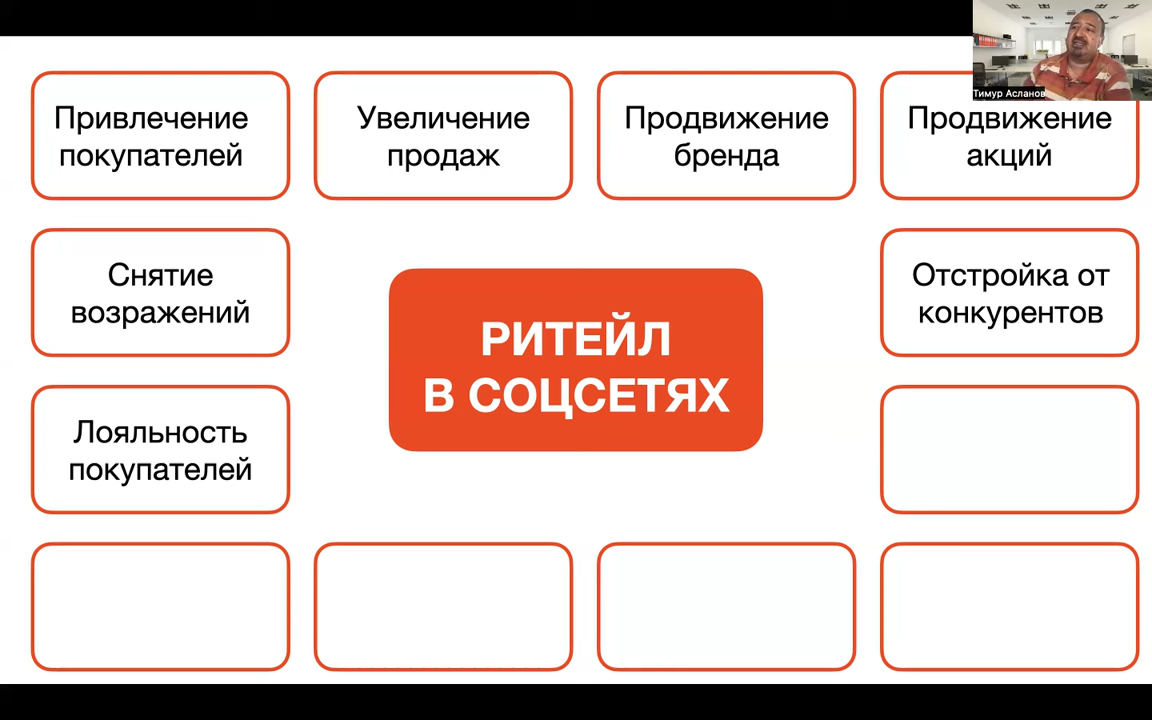 Тимур Асланов
Привлечение
покупателей
Увеличение
продаж
Продвижение
бренда
Продвижение
акций
Снятие
возражений
РИТЕЙЛ
В СОЦСЕТЯХ
Отстройка от
конкурентов
Лояльность
покупателей